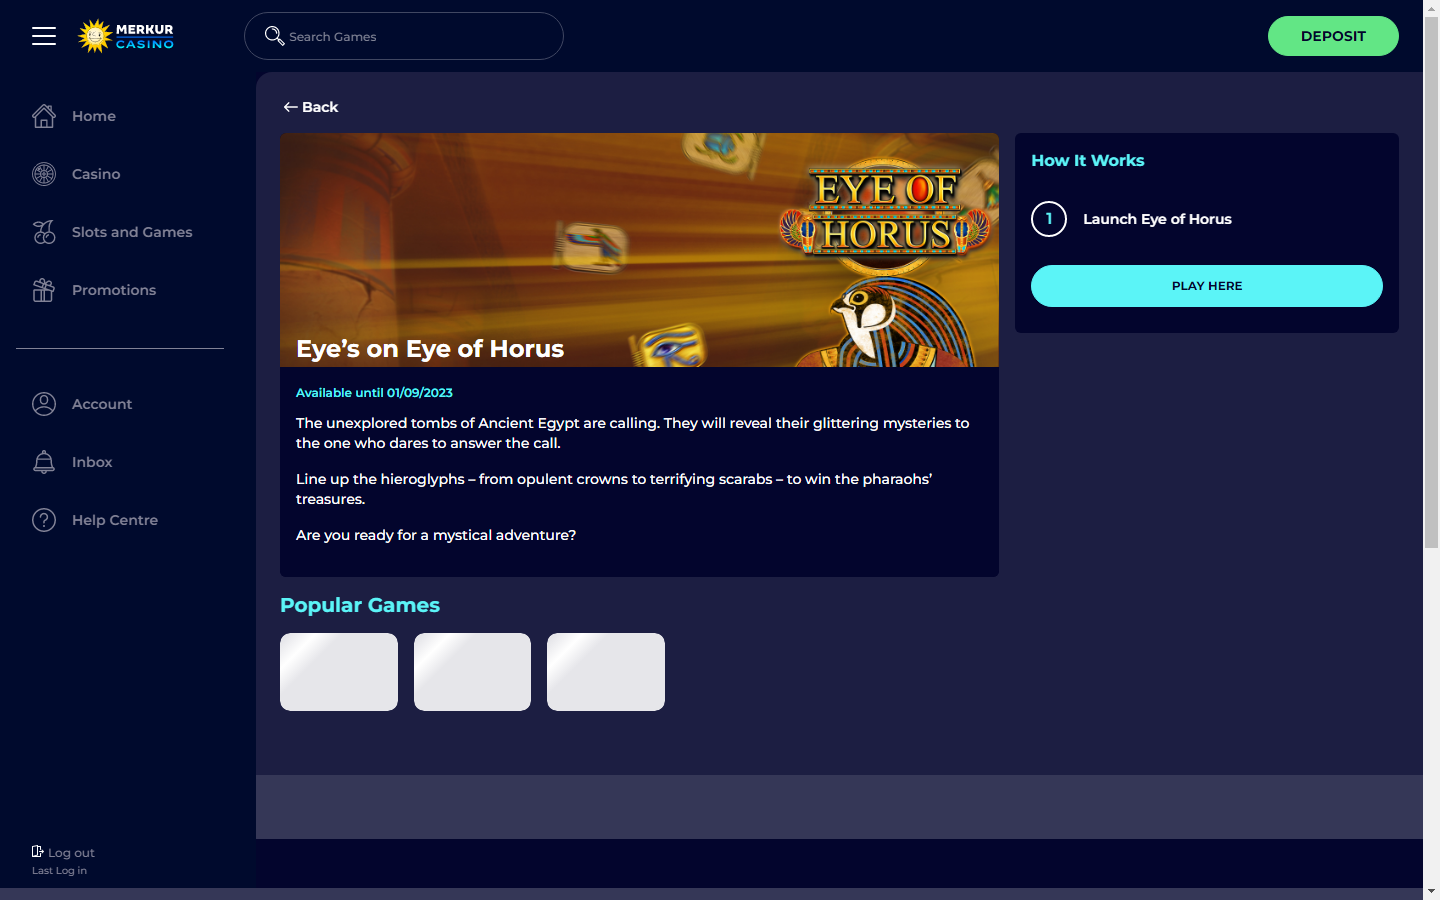 MERKUR
CASINO
Search Games
DEPOSIT
Home
Casino
Slots and Games
Promotions
Account
Inbox
Help Centre
Log out
Last Log in
Back
EYE OF
HORUS
Eye’s on Eye of Horus
Available until 01/09/2023
The unexplored tombs of Ancient Egypt are calling. They will reveal their glittering mysteries to
the one who dares to answer the call.
Line up the hieroglyphs – from opulent crowns to terrifying scarabs – to win the pharaohs’
treasures.
Are you ready for a mystical adventure?
How It Works
1 Launch Eye of Horus
PLAY HERE
Popular Games